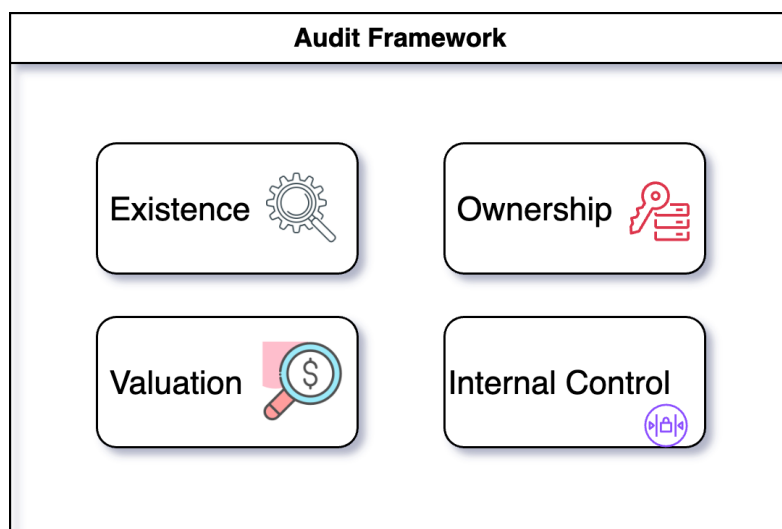 Audit Framework
Existence
Ownership
Valuation
$
Internal Control